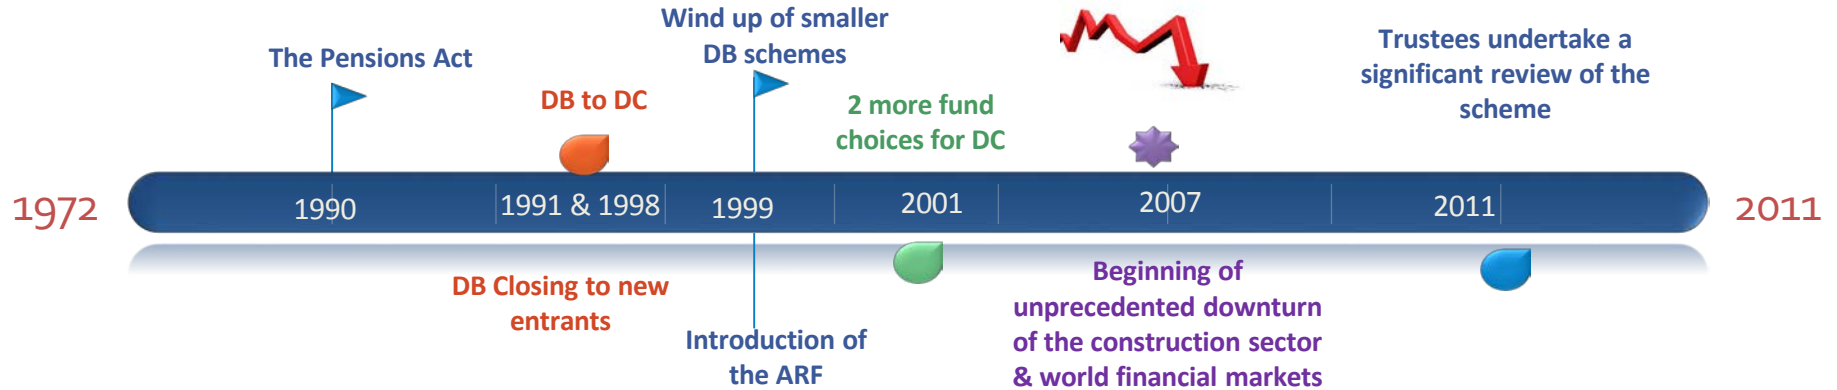 The Pensions Act
DB to DC
Wind up of smaller
DB schemes
2 more fund
choices for DC
Trustees undertake a
significant review of the
scheme
1972
1990
1991 & 1998
1999
2001
2007
2011
2011
DB Closing to new
entrants
Introduction of
the ARF
Beginning of
unprecedented downturn
of the construction sector
& world financial markets